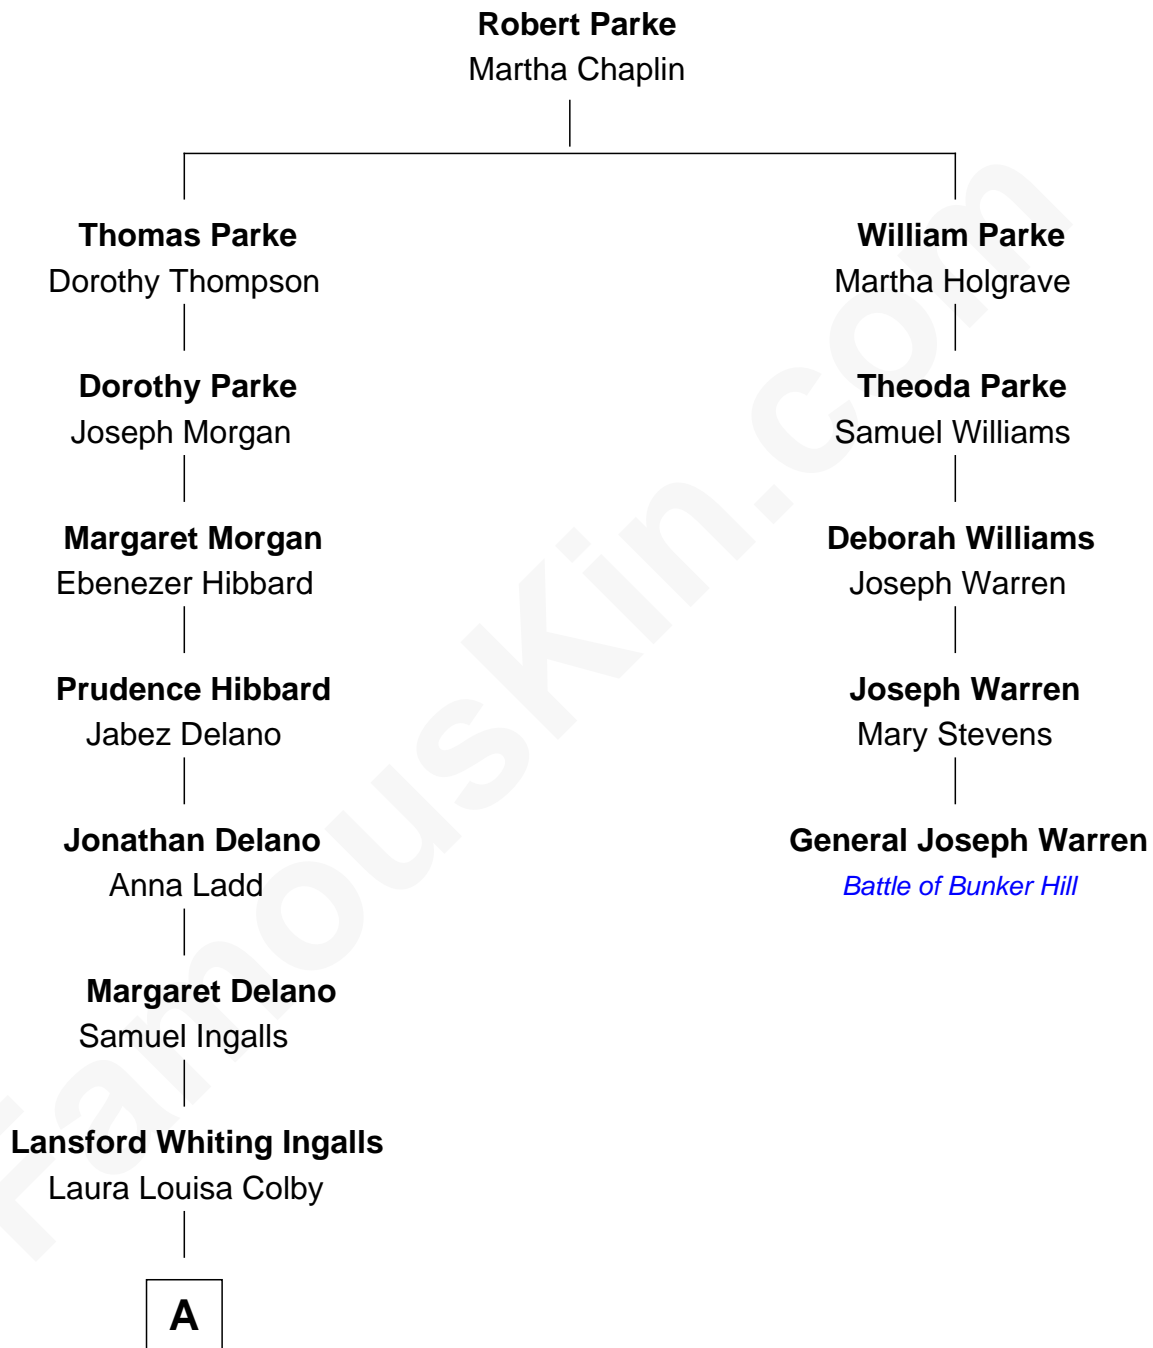 Robert Parke
Martha Chaplin
Thomas Parke
Dorothy Thompson
William Parke
Martha Holgrave
Dorothy Parke
Joseph Morgan
Theoda Parke
Samuel Williams
Margaret Morgan
Ebenezer Hibbard
Deborah Williams
Joseph Warren
Prudence Hibbard
Jabez Delano
Joseph Warren
Mary Stevens
Jonathan Delano
Anna Ladd
General Joseph Warren
Battle of Bunker Hill
Margaret Delano
Samuel Ingalls
Lansford Whiting Ingalls
Laura Louisa Colby
A
FamousKin.com